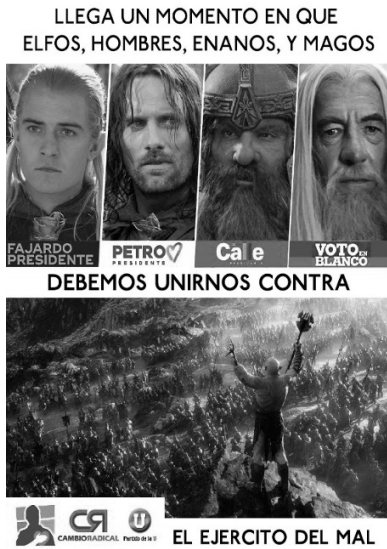 LLEGA UN MOMENTO EN QUE
ELFOS, HOMBRES, ENANOS, Y MAGOS
FAJARDO
PRESIDENTE
PETRO
PRESIDENTE
VOTO EN
BLANCO
DEBEMOS UNIRNOS CONTRA
CR
CAMBIO RADICAL
U
Partido de la U
EL EJERCITO DEL MAL